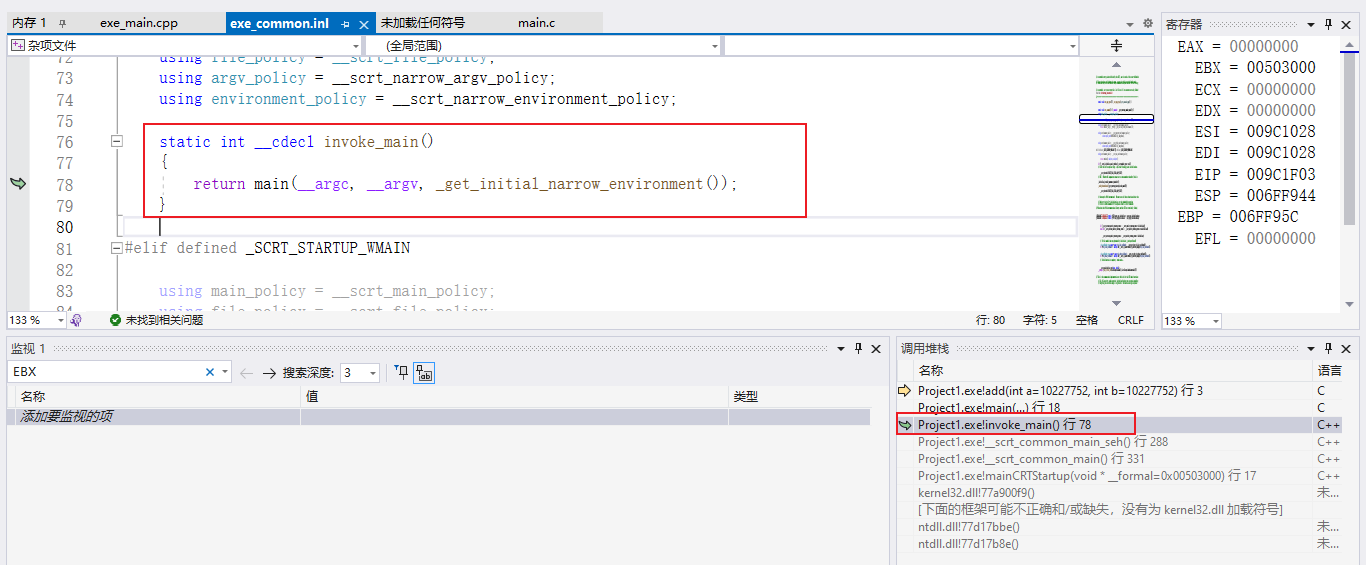 内存 1
exe_main.cpp
exe_common.inl
未加载任何符号
main.c
杂项文件
(全局范围)
72 using file_policy = __scrt_file_policy;
73 using argv_policy = __scrt_narrow_argv_policy;
74 using environment_policy = __scrt_narrow_environment_policy;
75
76 static int __cdecl invoke_main()
77 {
78 return main(__argc, __argv, _get_initial_narrow_environment());
79 }
80
81 #elif defined _SCRT_STARTUP_WMAIN
82
83 using main_policy = __scrt_main_policy;
84 using file_policy = __scrt_file_policy;
133 %
未找到相关问题
行: 80
字符: 5
空格
CRLF
寄存器
EAX = 00000000
EBX = 00503000
ECX = 00000000
EDX = 00000000
ESI = 009C1028
EDI = 009C1028
EIP = 009C1F03
ESP = 006FF944
EBP = 006FF95C
EFL = 00000000
133 %
监视 1
EBX
搜索深度: 3
名称 值 类型
添加要监视的项
调用堆栈
名称 语言
Project1.exe!add(int a=10227752, int b=10227752) 行 3 C
Project1.exe!main(...) 行 18 C
Project1.exe!invoke_main() 行 78 C++
Project1.exe!__scrt_common_main_seh() 行 288 C++
Project1.exe!__scrt_common_main() 行 331 C++
Project1.exe!mainCRTStartup(void * __formal=0x00503000) 行 17 C++
kernel32.dll!77a900f9() 未...
[下面的框架可能不正确和/或缺失，没有为 kernel32.dll 加载符号]
ntdll.dll!77d17bbe() 未...
ntdll.dll!77d17b8e() 未...